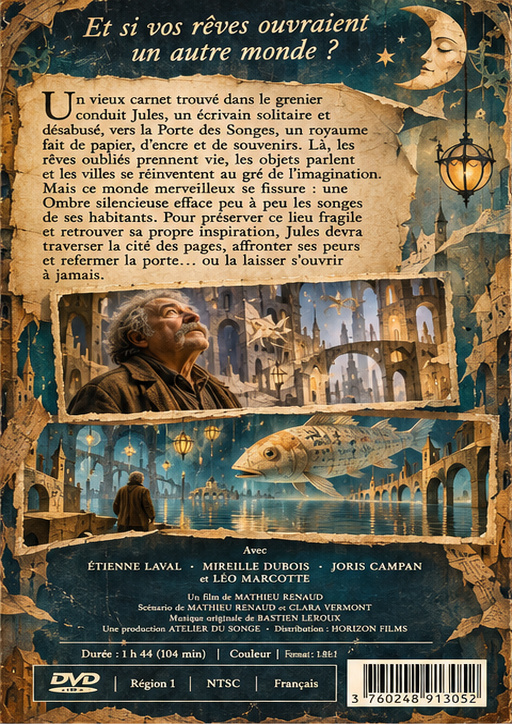 Et si vos rêves ouvraient
un autre monde ?
Un vieux carnet trouvé dans le grenier
conduit Jules, un écrivain solitaire et
désabusé, vers la Porte des Songes, un royaume
fait de papier, d'encre et de souvenirs. Là, les
rêves oubliés prennent vie, les objets parlent
et les villes se réinventent au gré de l'imagination.
Mais ce monde merveilleux se fissure : une
Ombre silencieuse efface peu à peu les songes
de ses habitants. Pour préserver ce lieu fragile
et retrouver sa propre inspiration, Jules devra
traverser la cité des pages, affronter ses peurs
et refermer la porte… ou la laisser s'ouvrir
à jamais.
Avec
ÉTIENNE LAVAL · MIREILLE DUBOIS · JORIS CAMPAN
et LÉO MARCOTTE
Un film de MATHIEU RENAUD
Scénario de MATHIEU RENAUD et CLARA VERMONT
Musique originale de BASTIEN LEROUX
Une production ATELIER DU SONGE · Distribution : HORIZON FILMS
Durée : 1 h 44 (104 min) | Couleur | Format :
DVD | Région 1 | NTSC | Français
3 760248 913052